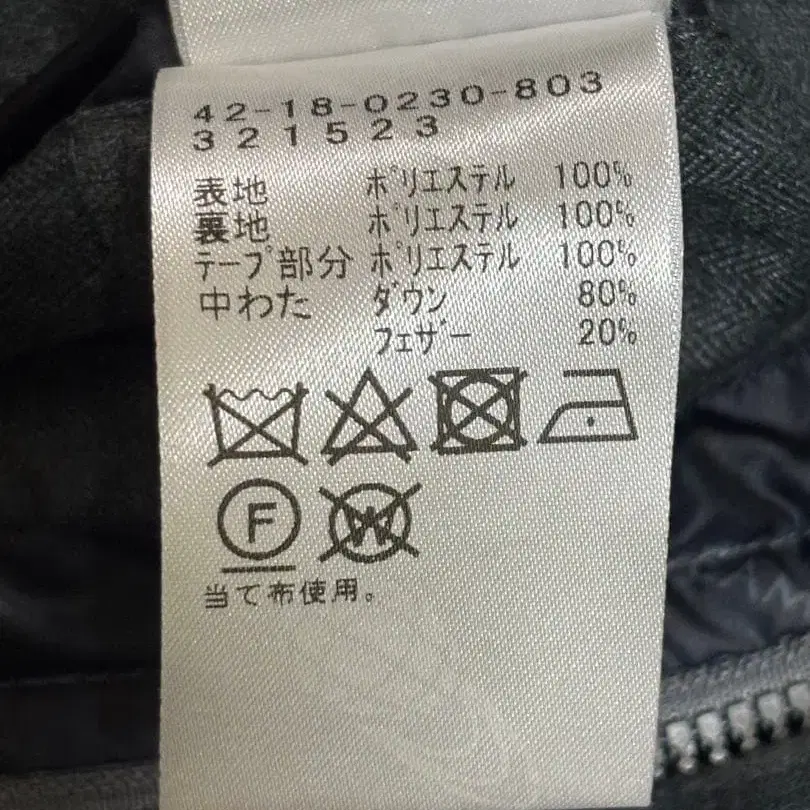 42-18-0230-803
321523
表地 ポリエステル 100%
裏地 ポリエステル 100%
テープ部分 ポリエステル 100%
中わた ダウン 80%
フェザー 20%
F
W
当て布使用。